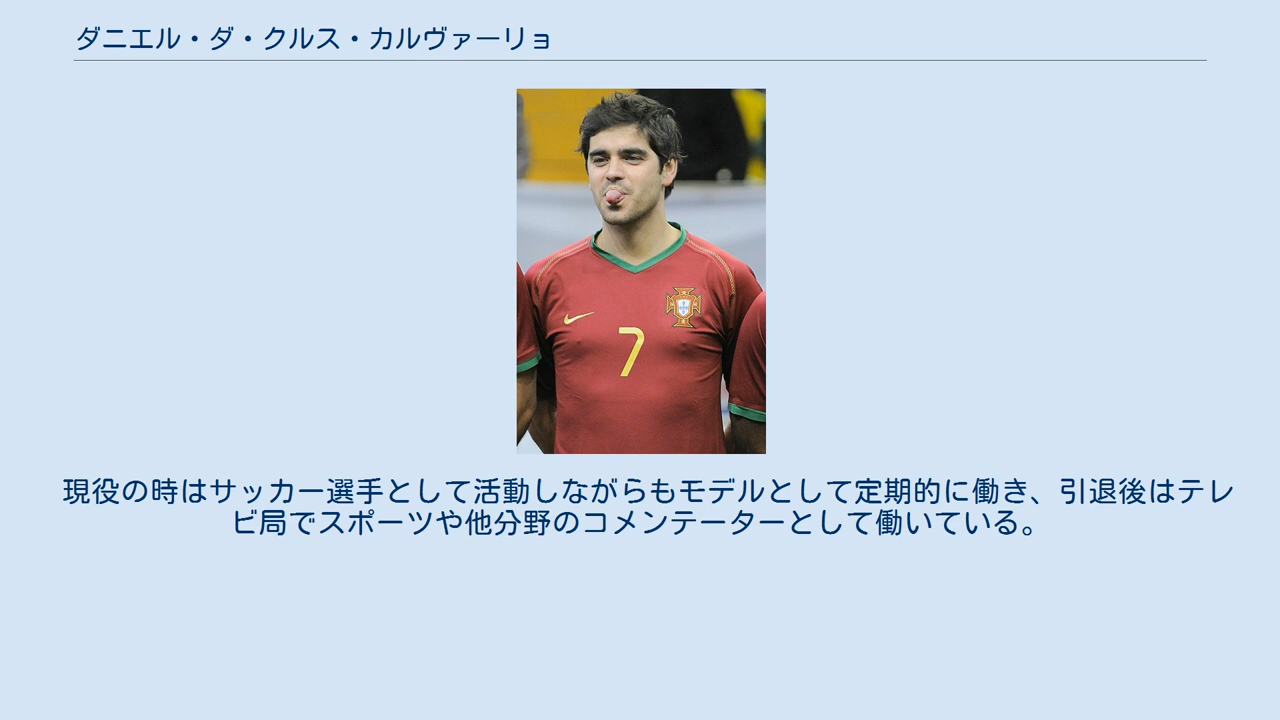 ダニエル・ダ・クルス・カルヴァーリョ
7
現役の時はサッカー選手として活動しながらもモデルとして定期的に働き、引退後はテレ
ビ局でスポーツや他分野のコメンテーターとして働いている。